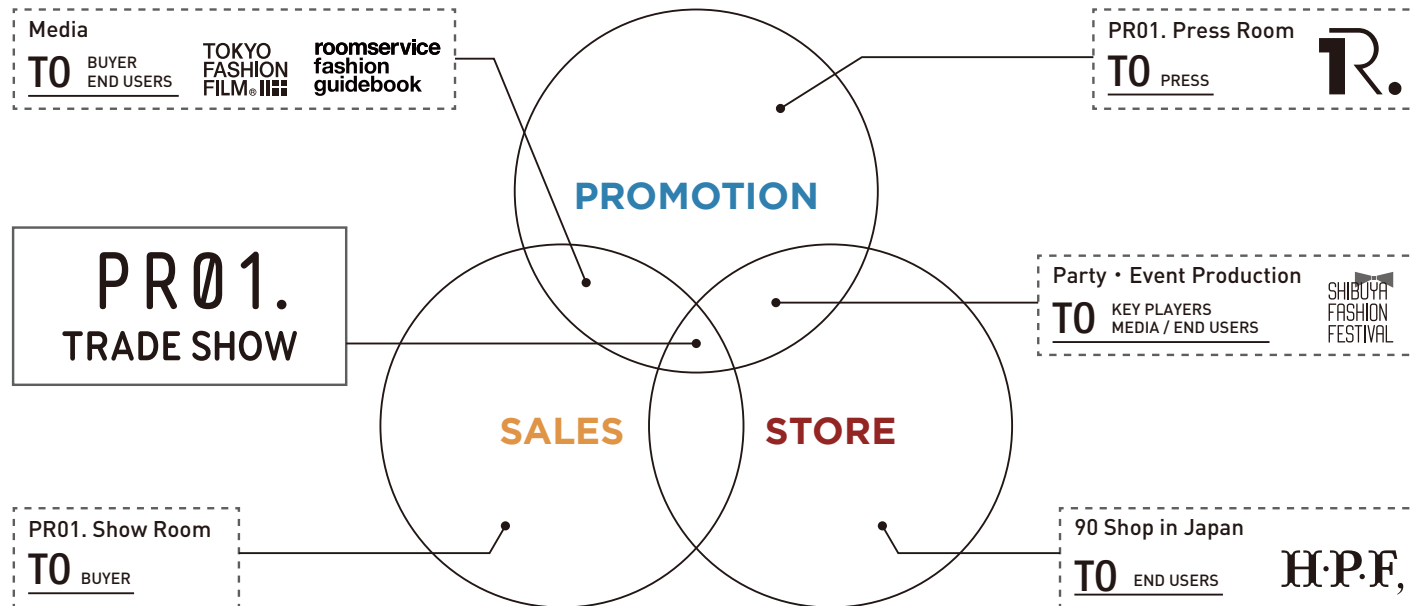 Media
TO BUYER
END USERS
TOKYO
FASHION
FILM®
roomservice
fashion
guidebook
PR01. Press Room
TO PRESS
1R.
PROMOTION
PR01.
TRADE SHOW
Party・Event Production
TO KEY PLAYERS
MEDIA / END USERS
SHIBUYA
FASHION
FESTIVAL
SALES
STORE
PR01. Show Room
TO BUYER
90 Shop in Japan
TO END USERS
H·P·F,